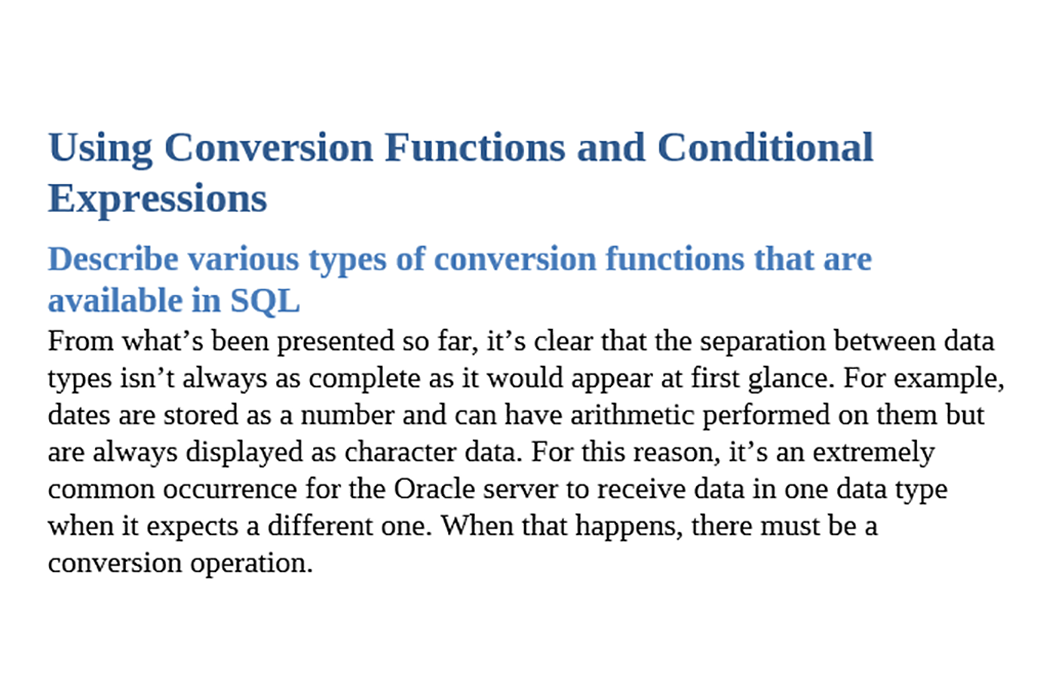 Using Conversion Functions and Conditional
Expressions
Describe various types of conversion functions that are
available in SQL
From what’s been presented so far, it’s clear that the separation between data
types isn’t always as complete as it would appear at first glance. For example,
dates are stored as a number and can have arithmetic performed on them but
are always displayed as character data. For this reason, it’s an extremely
common occurrence for the Oracle server to receive data in one data type
when it expects a different one. When that happens, there must be a
conversion operation.